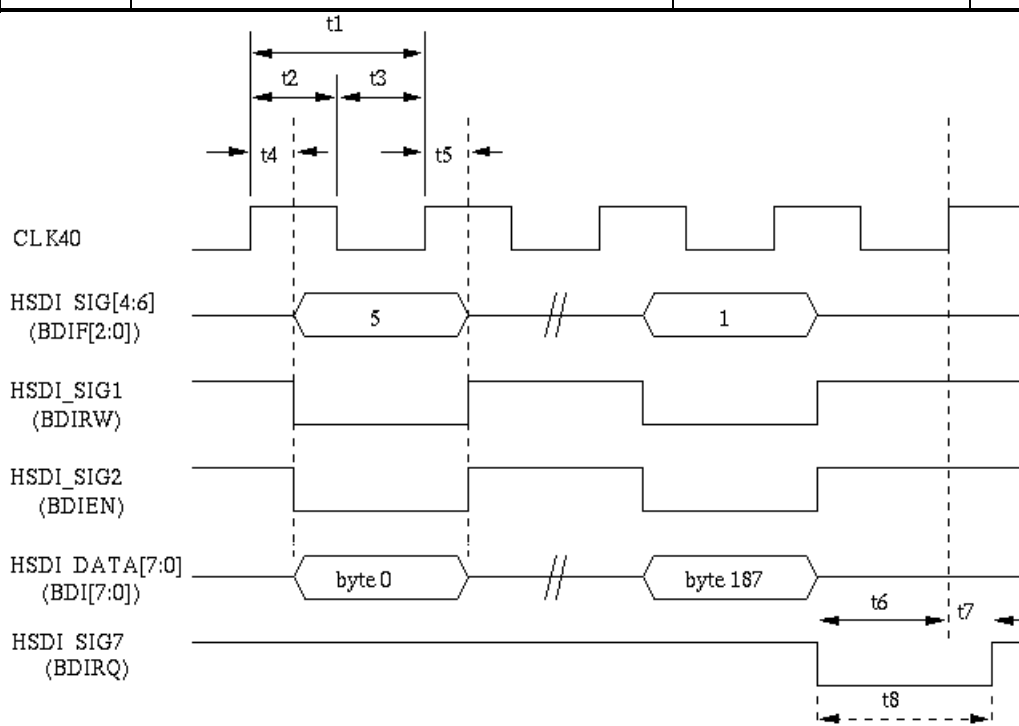 t1
t2 t3
t4 t5
CLK40
HSDI SIG[4:6]
(BDIF[2:0])
5 1
HSDI_SIG1
(BDIRW)
HSDI_SIG2
(BDIEN)
HSDI DATA[7:0]
(BDI[7:0])
byte 0 byte 187
t6 t7
HSDI SIG7
(BDIRQ)
t8